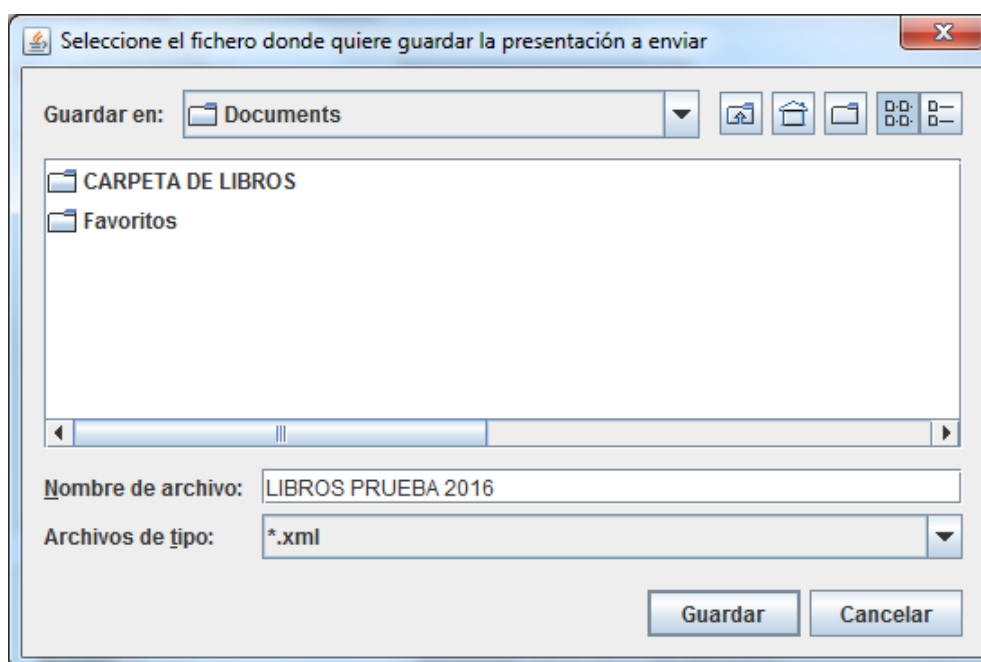 Seleccione el fichero donde quiere guardar la presentación a enviar
Guardar en: Documents
CARPETA DE LIBROS
Favoritos
Nombre de archivo: LIBROS PRUEBA 2016
Archivos de tipo: *.xml
Guardar Cancelar